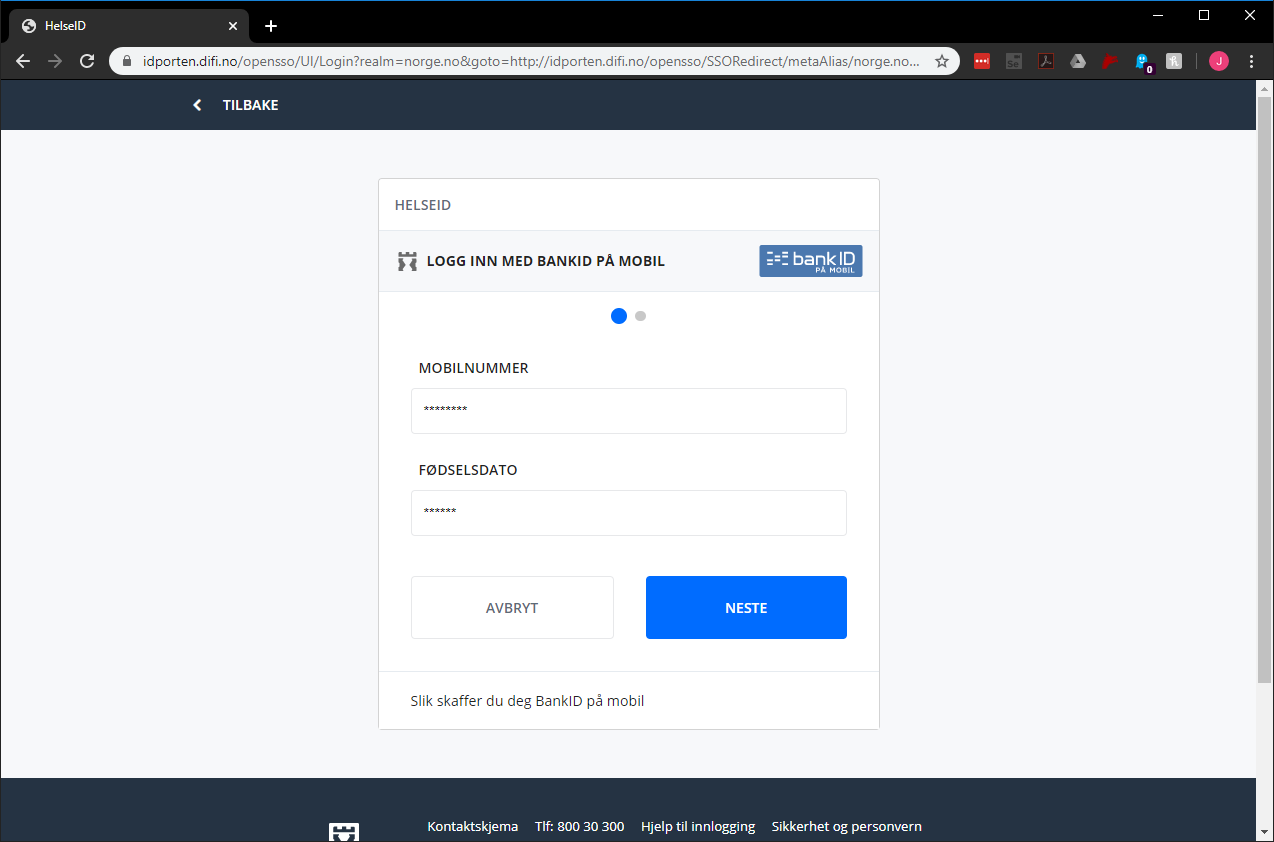 HelseID
idporten.difi.no/opensso/UI/Login?realm=norge.no&goto=http://idporten.difi.no/opensso/SSORedirect/metaAlias/norge.no...
0
J
TILBAKE
HELSEID
LOGG INN MED BANKID PÅ MOBIL
bankID
PÅ MOBIL
MOBILNUMMER
********
FØDSELSDATO
******
AVBRYT NESTE
Slik skaffer du deg BankID på mobil
Kontaktskjema Tlf: 800 30 300 Hjelp til innlogging Sikkerhet og personvern